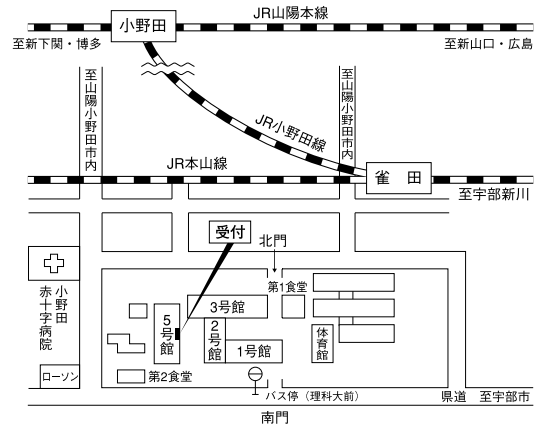 JR山陽本線
小野田
至新下関・博多
至新山口・広島
至山陽小野田市内
至山陽小野田市内
JR小野田線
JR本山線
雀 田
至宇部新川
受付
北門
小野田
赤十字病院
第1食堂
3号館
5号館
2号館
1号館
体育館
ローソン
第2食堂
バス停（理科大前）
県道 至宇部市
南門